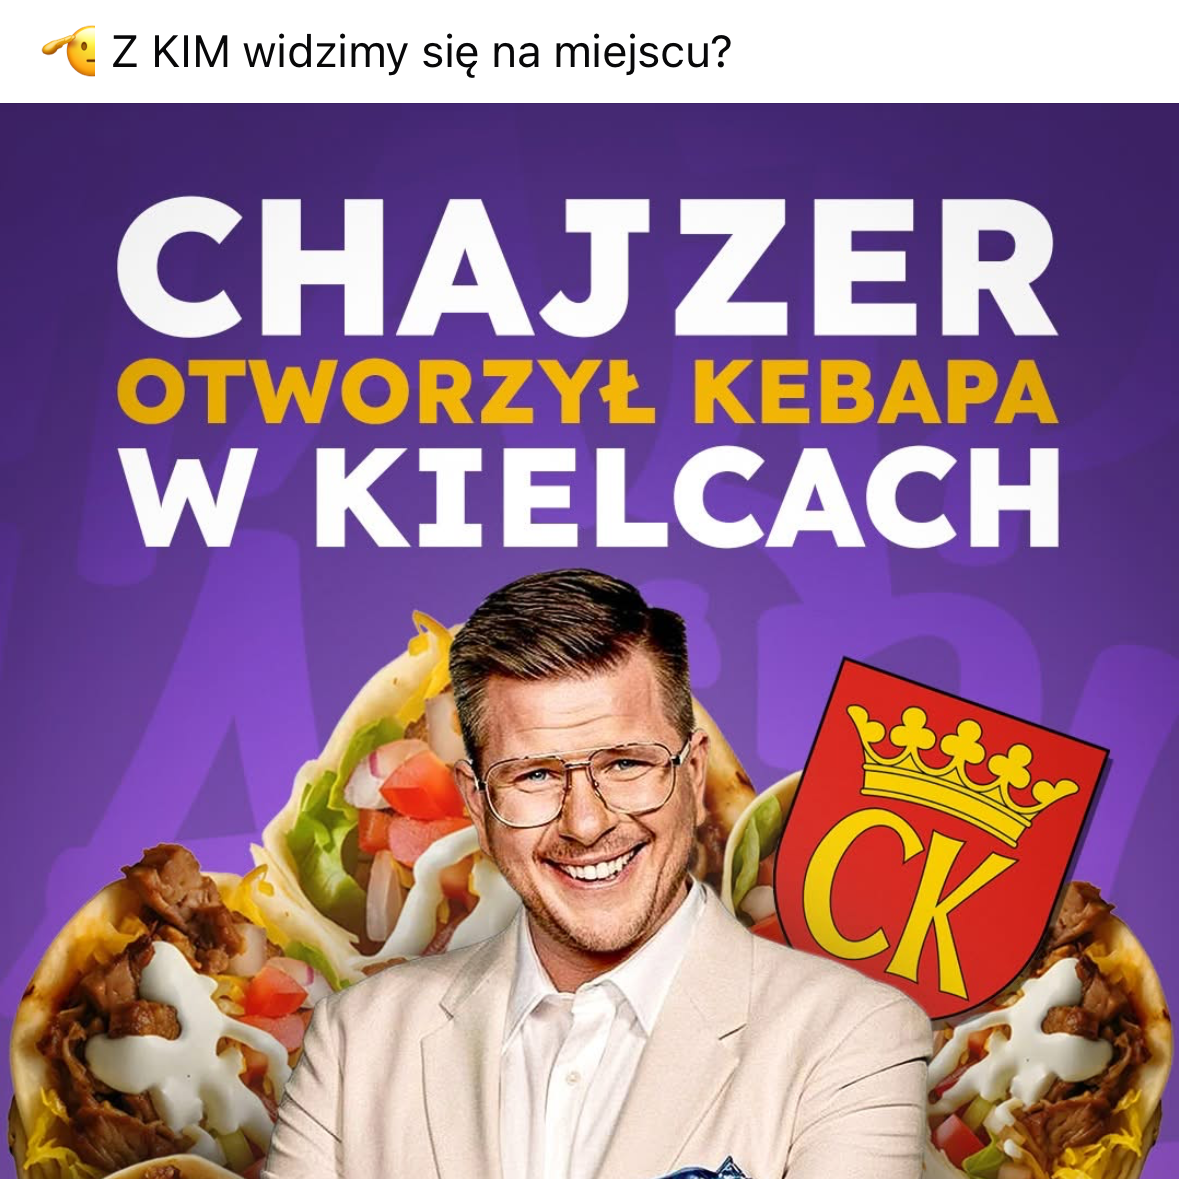 🫡 Z KIM widzimy się na miejscu?
CHAJZER
OTWORZYŁ KEBAPA
W KIELCACH
CK